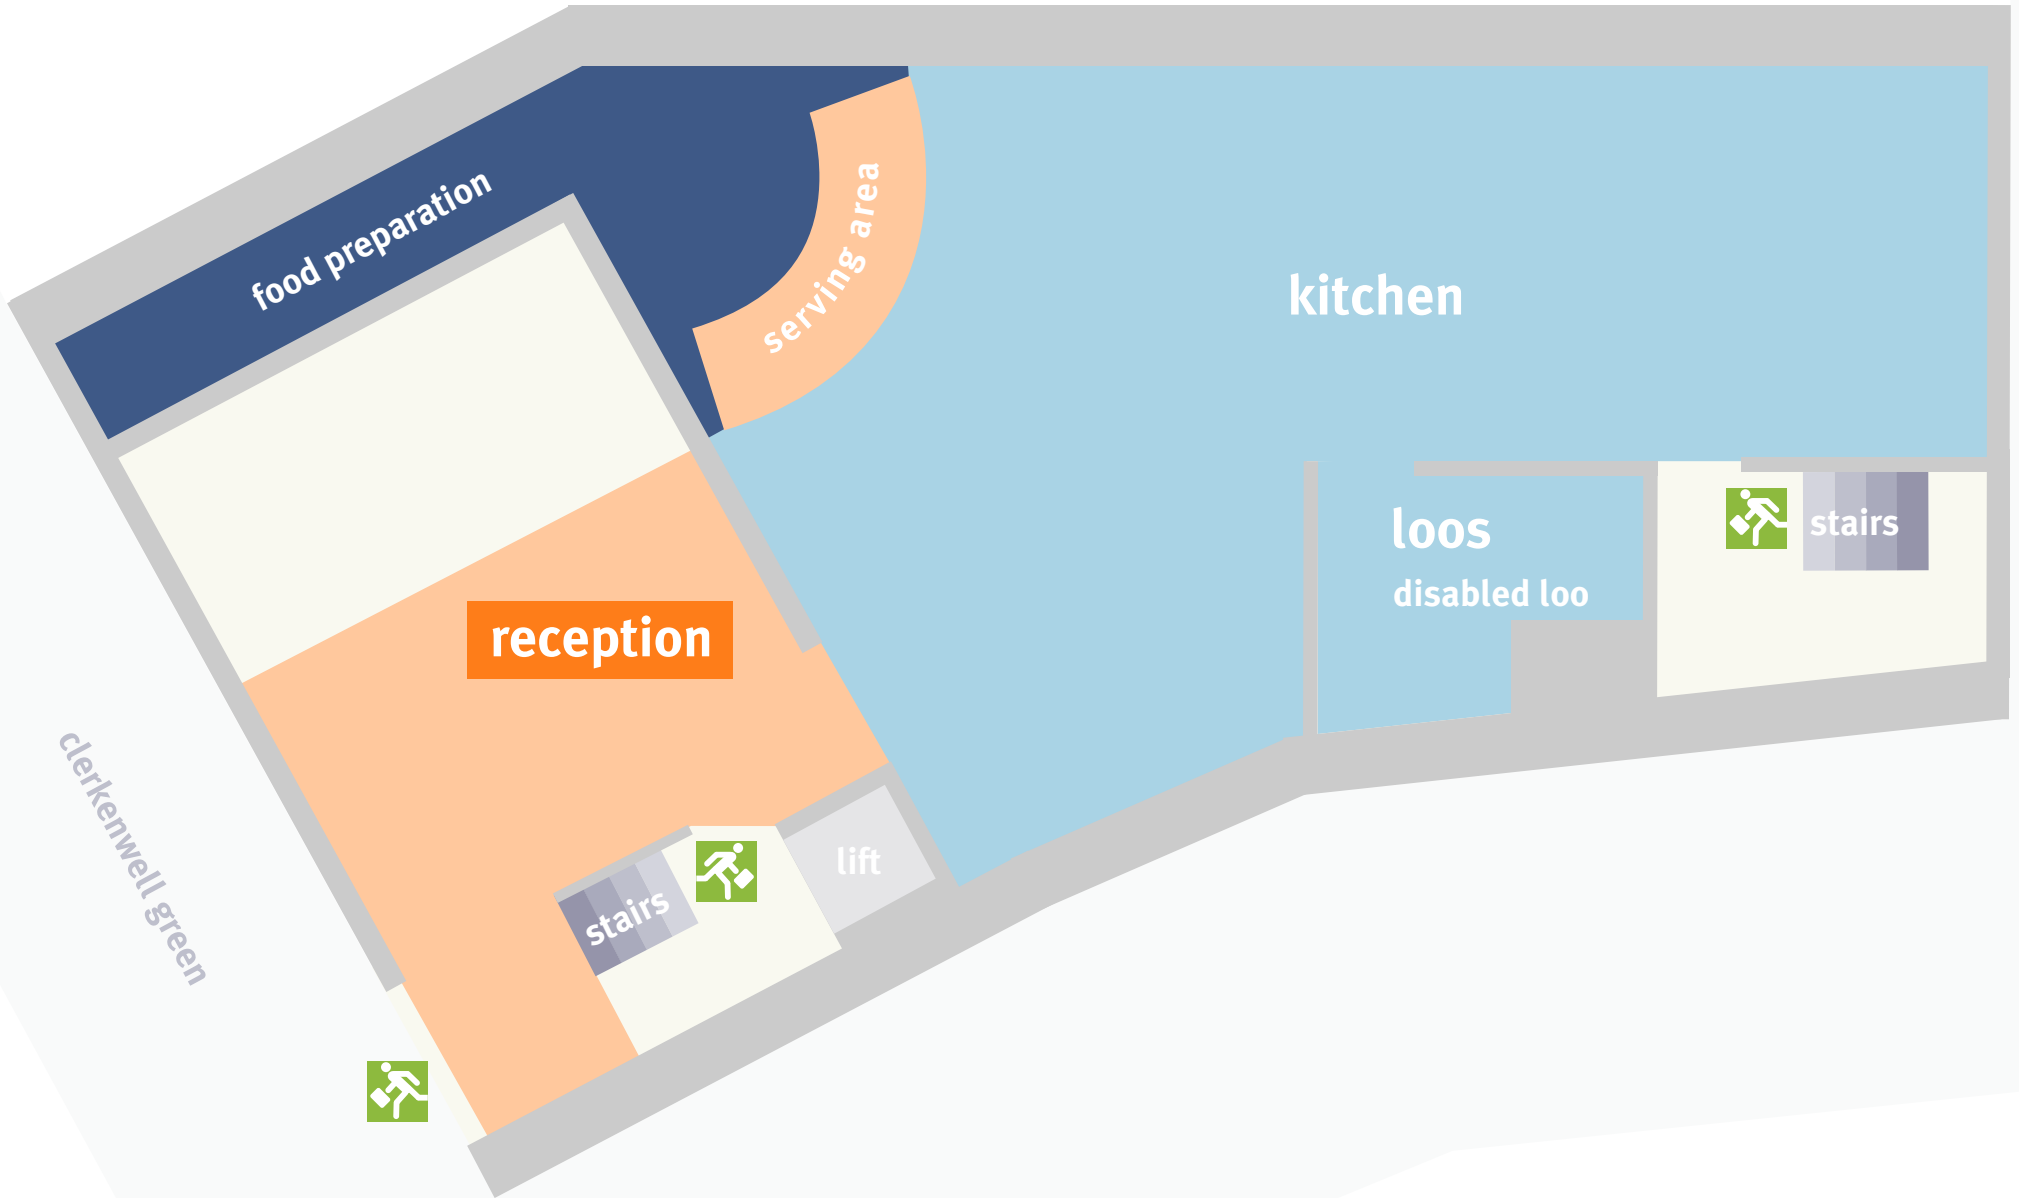 food preparation
serving area
kitchen
loos
disabled loo
stairs
reception
clerkenwell green
lift
stairs